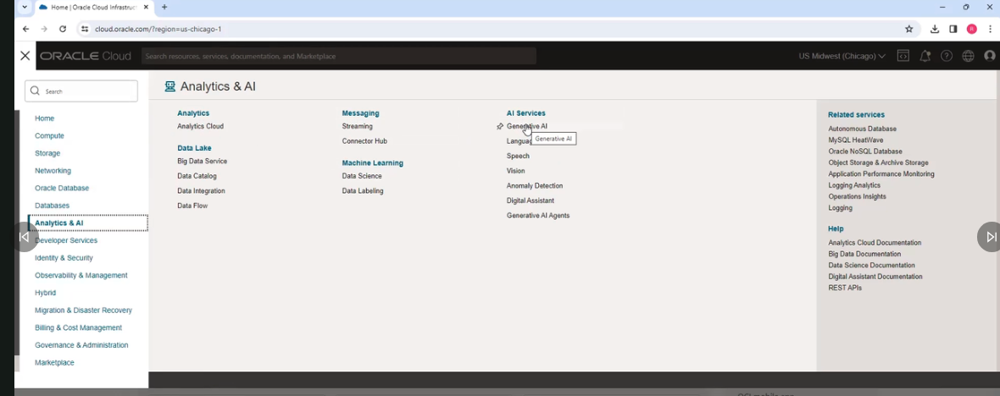 Home | Oracle Cloud Infrastruct
cloud.oracle.com/?region=us-chicago-1
R
ORACLE Cloud
Search resources, services, documentation, and Marketplace
US Midwest (Chicago)
Search
Home
Compute
Storage
Networking
Oracle Database
Databases
Analytics & AI
Developer Services
Identity & Security
Observability & Management
Hybrid
Migration & Disaster Recovery
Billing & Cost Management
Governance & Administration
Marketplace
Analytics & AI
Analytics
Analytics Cloud
Data Lake
Big Data Service
Data Catalog
Data Integration
Data Flow
Messaging
Streaming
Connector Hub
Machine Learning
Data Science
Data Labeling
AI Services
Generative AI
Generative AI
Languag
Speech
Vision
Anomaly Detection
Digital Assistant
Generative AI Agents
Related services
Autonomous Database
MySQL HeatWave
Oracle NoSQL Database
Object Storage & Archive Storage
Application Performance Monitoring
Logging Analytics
Operations Insights
Logging
Help
Analytics Cloud Documentation
Big Data Documentation
Data Science Documentation
Digital Assistant Documentation
REST APIs